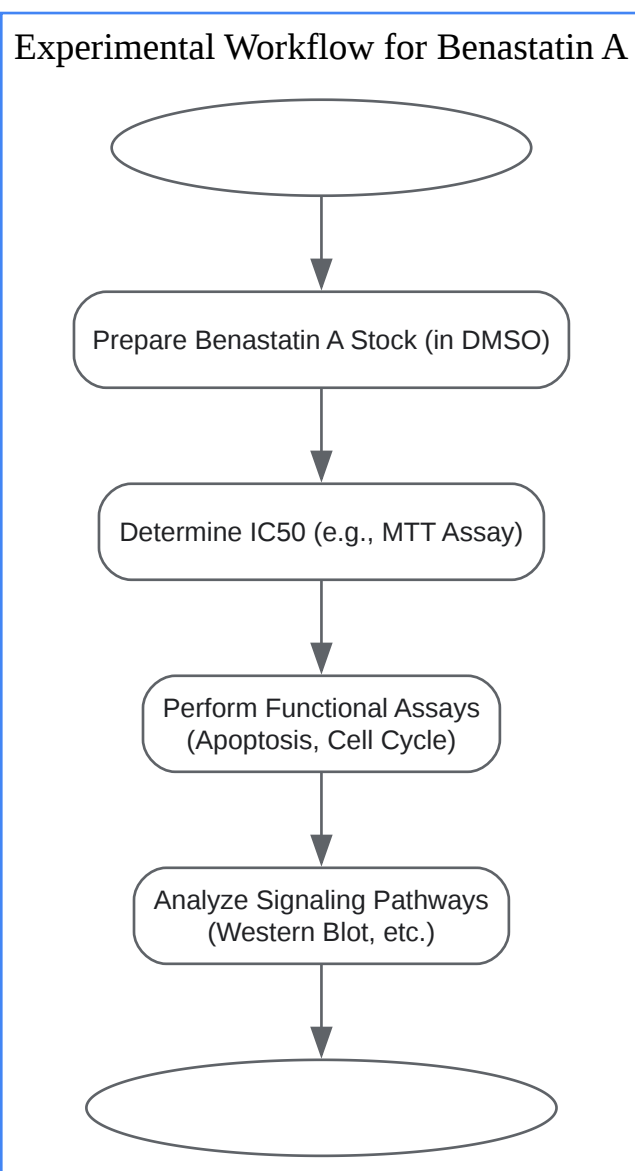 Experimental Workflow for Benastatin A
Prepare Benastatin A Stock (in DMSO)
Determine IC50 (e.g., MTT Assay)
Perform Functional Assays
(Apoptosis, Cell Cycle)
Analyze Signaling Pathways
(Western Blot, etc.)